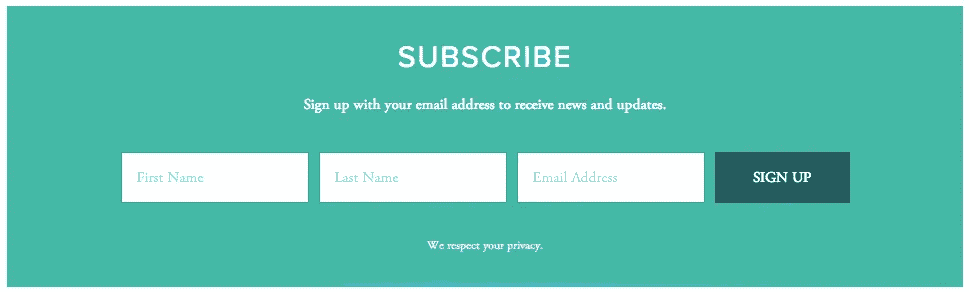 SUBSCRIBE
Sign up with your email address to receive news and updates.
First Name
Last Name
Email Address
SIGN UP
We respect your privacy.